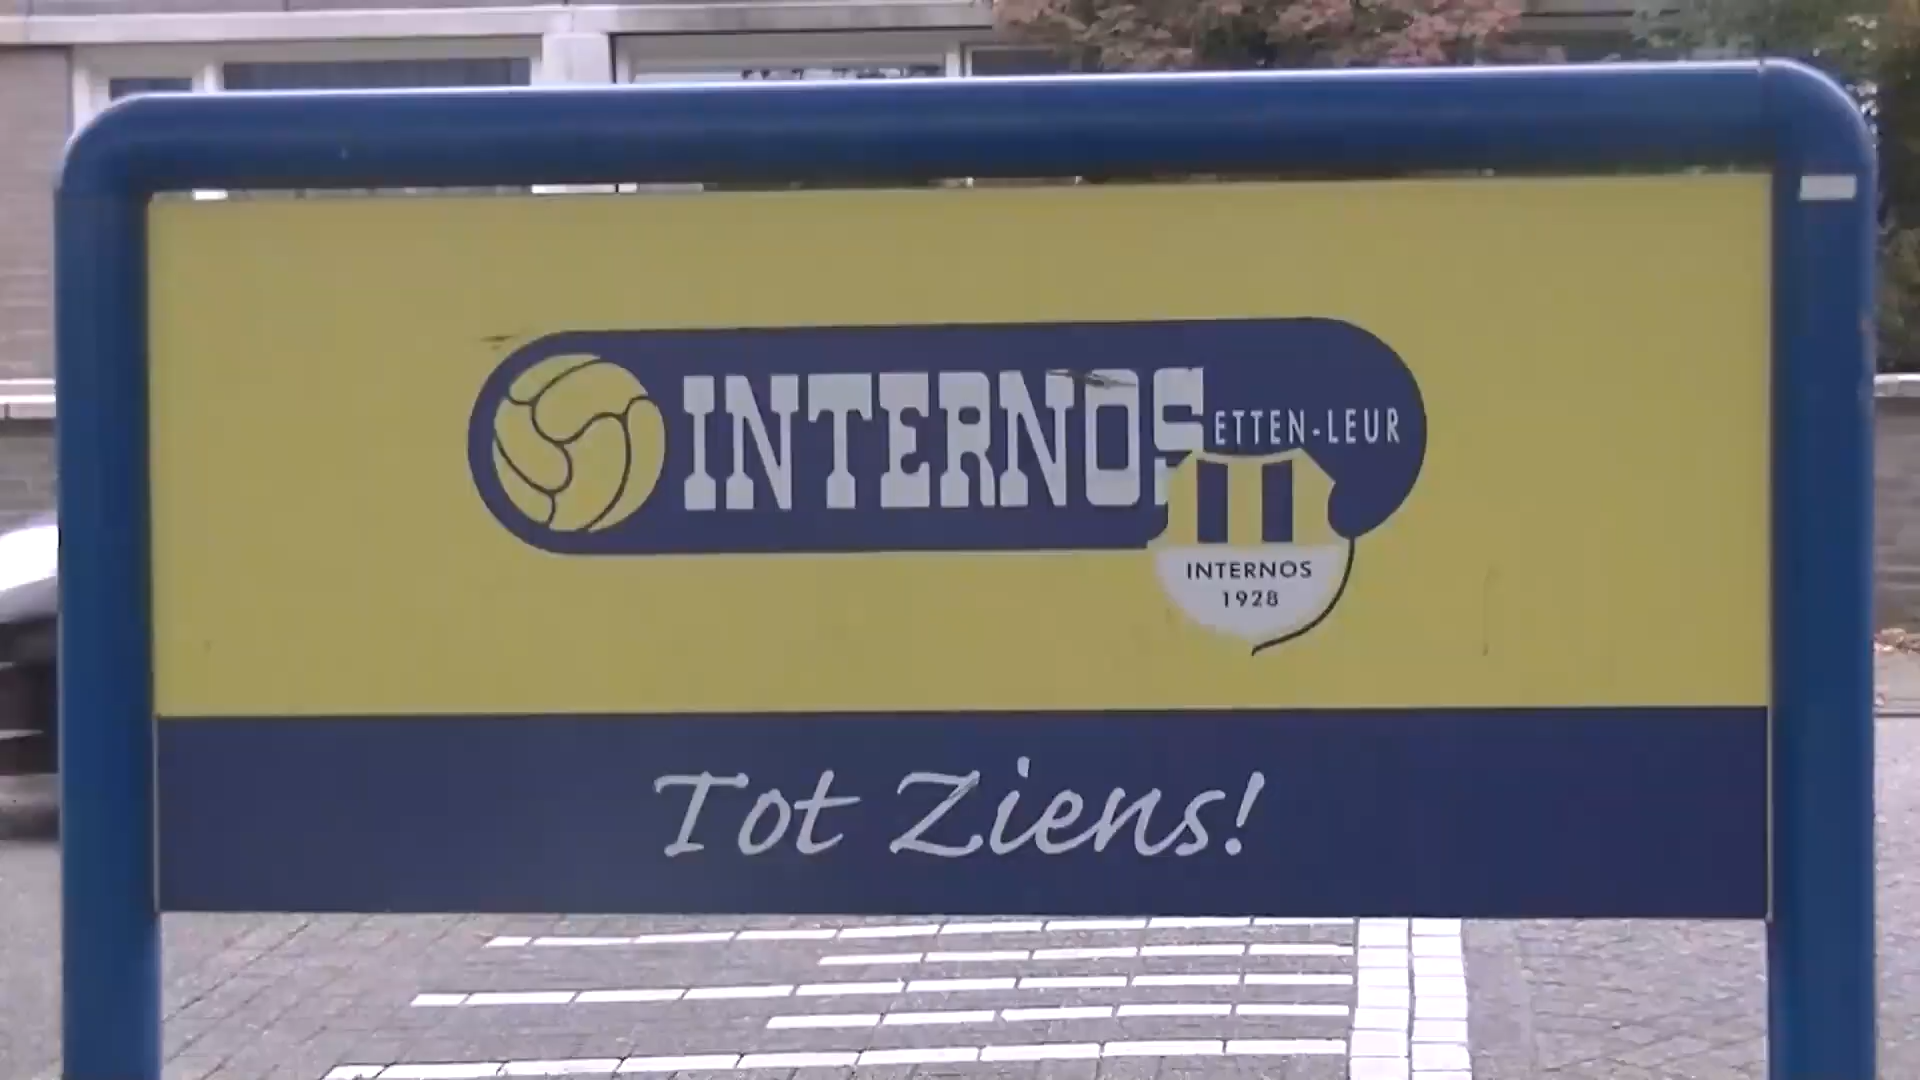 INTERNOS
ETTEN-LEUR
INTERNOS
1928
Tot Ziens!